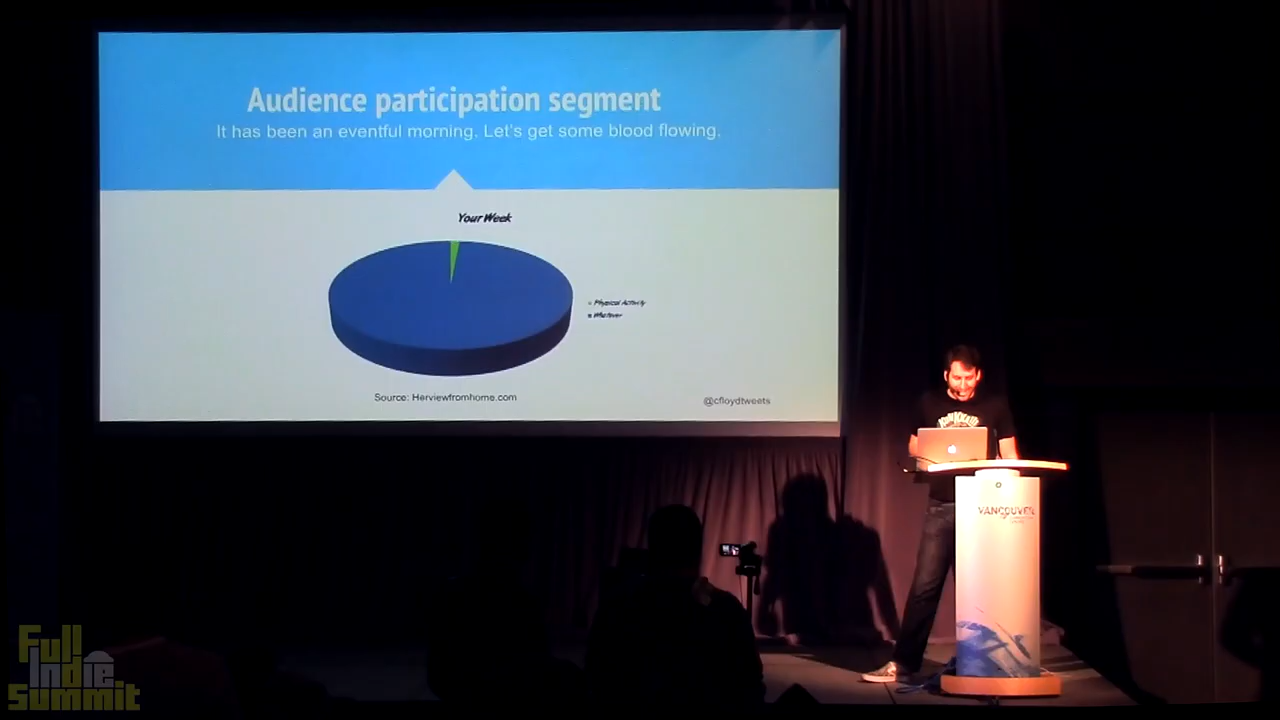 Audience participation segment
It has been an eventful morning. Let's get some blood flowing.
Your Week
Physical Activity
Whatever
Source: Herviewfromhome.com
@cfloydtweets
VANCOUVER
Full
Indie
Summit